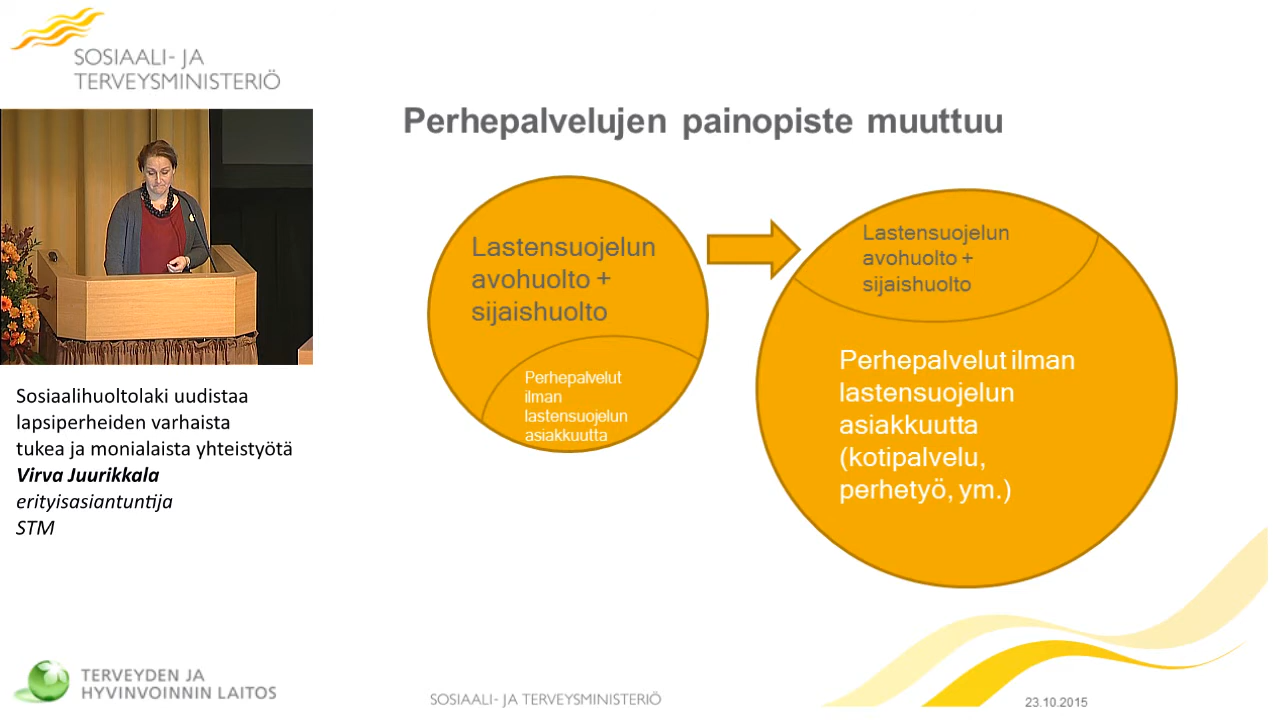 SOSIAALI- JA
TERVEYSMINISTERIÖ
Perhepalvelujen painopiste muuttuu
Lastensuojelun
avohuolto +
sijaishuolto
Perhepalvelut
ilman
lastensuojelun
asiakkuutta
Lastensuojelun
avohuolto +
sijaishuolto
Perhepalvelut ilman
lastensuojelun
asiakkuutta
(kotipalvelu,
perhetyö, ym.)
Sosiaalihuoltolaki uudistaa
lapsiperheiden varhaista
tukea ja monialaista yhteistyötä
Virva Juurikkala
erityisasiantuntija
STM
TERVEYDEN JA
HYVINVOINNIN LAITOS
SOSIAALI- JA TERVEYSMINISTERIÖ
23.10.2015